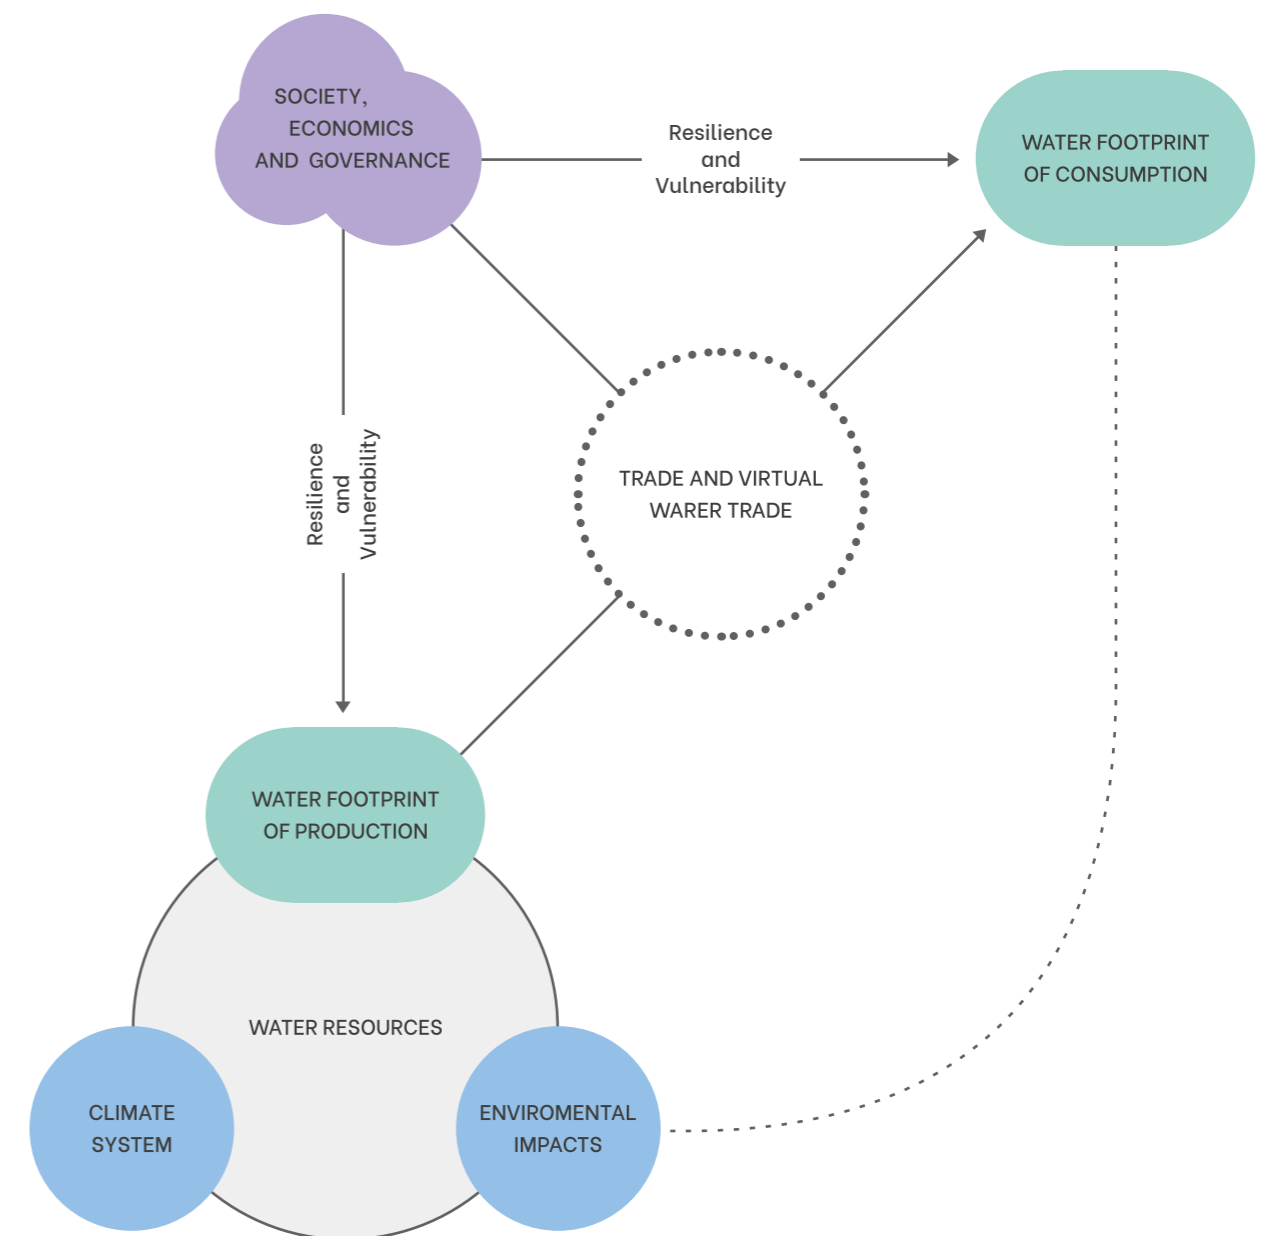 SOCIETY,
ECONOMICS
AND GOVERNANCE
Resilience
and
Vulnerability
WATER FOOTPRINT
OF CONSUMPTION
Resilience
and
Vulnerability
TRADE AND VIRTUAL
WARER TRADE
WATER FOOTPRINT
OF PRODUCTION
WATER RESOURCES
CLIMATE
SYSTEM
ENVIROMENTAL
IMPACTS